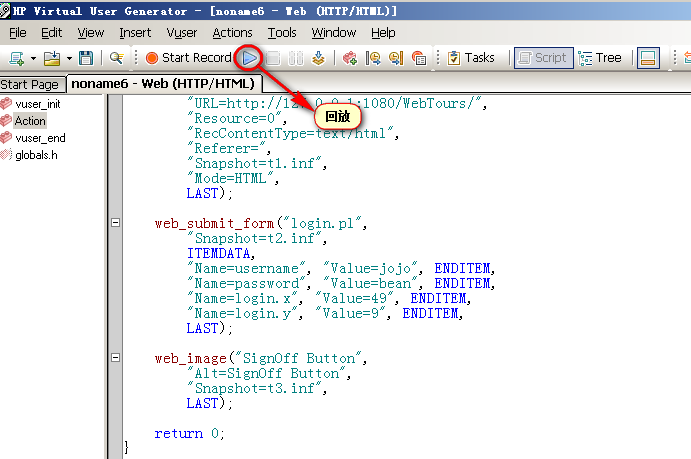 HP Virtual User Generator - [noname6 - Web (HTTP/HTML)]
File Edit View Insert Vuser Actions Tools Window Help
Start Record Tasks Script Tree
Start Page noname6 - Web (HTTP/HTML)
vuser_init
Action
vuser_end
globals.h
"URL=http://12 .0.0.1:1080/WebTours/",
"Resource=0",
"RecContentType=text/html",
"Referer=",
"Snapshot=t1.inf",
"Mode=HTML",
LAST);
回放
web_submit_form("login.pl",
"Snapshot=t2.inf",
ITEMDATA,
"Name=username", "Value=jojo", ENDITEM,
"Name=password", "Value=bean", ENDITEM,
"Name=login.x", "Value=49", ENDITEM,
"Name=login.y", "Value=9", ENDITEM,
LAST);
web_image("SignOff Button",
"Alt=SignOff Button",
"Snapshot=t3.inf",
LAST);
return 0;
}